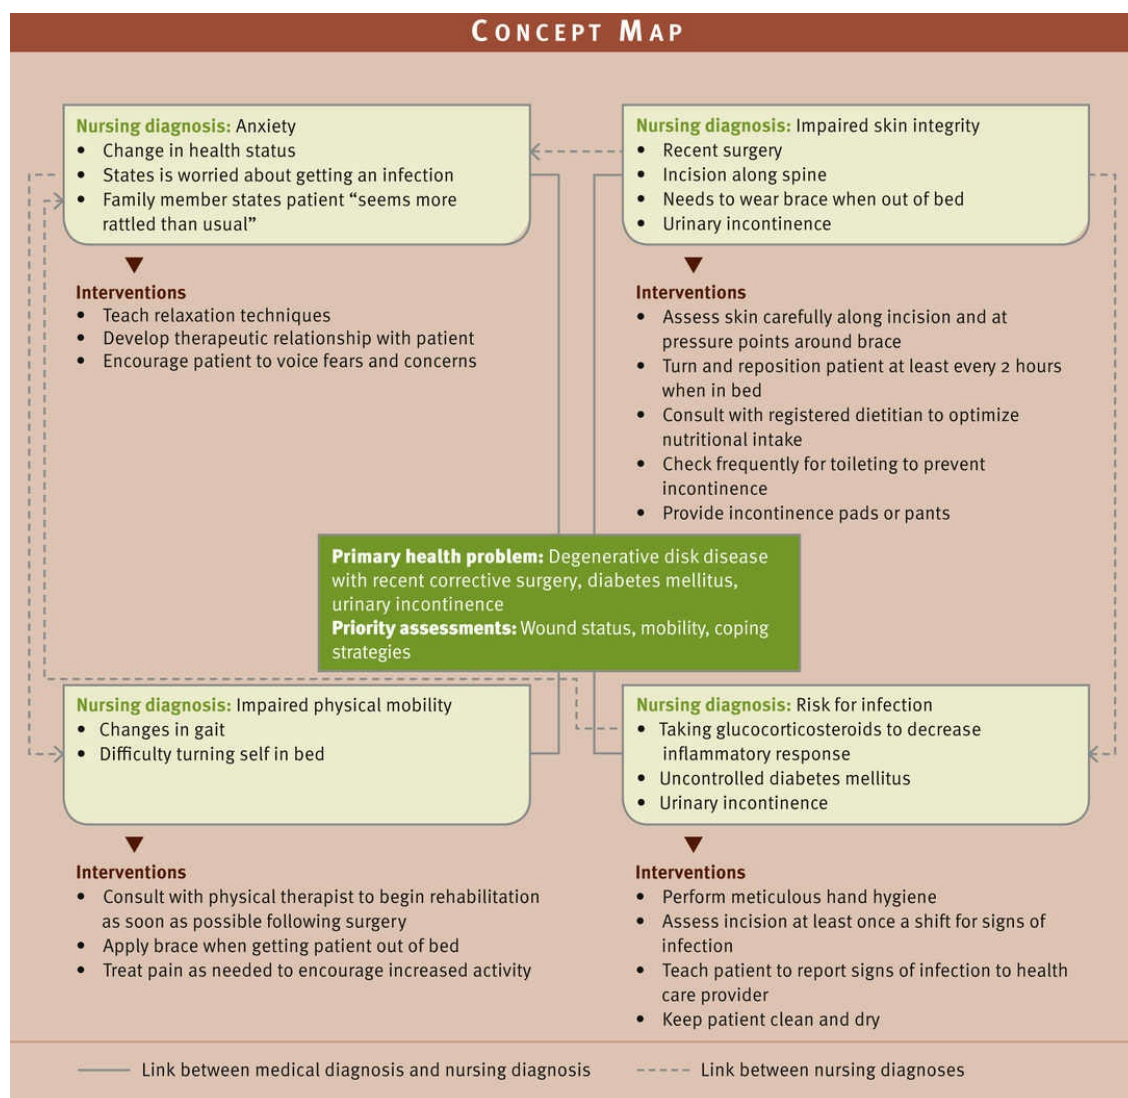 CONCEPT MAP
Nursing diagnosis: Anxiety
• Change in health status
• States is worried about getting an infection
• Family member states patient “seems more
rattled than usual”
Interventions
• Teach relaxation techniques
• Develop therapeutic relationship with patient
• Encourage patient to voice fears and concerns
Nursing diagnosis: Impaired skin integrity
• Recent surgery
• Incision along spine
• Needs to wear brace when out of bed
• Urinary incontinence
Interventions
• Assess skin carefully along incision and at
pressure points around brace
• Turn and reposition patient at least every 2 hours
when in bed
• Consult with registered dietitian to optimize
nutritional intake
• Check frequently for toileting to prevent
incontinence
• Provide incontinence pads or pants
Primary health problem: Degenerative disk disease
with recent corrective surgery, diabetes mellitus,
urinary incontinence
Priority assessments: Wound status, mobility, coping
strategies
Nursing diagnosis: Impaired physical mobility
• Changes in gait
• Difficulty turning self in bed
Interventions
• Consult with physical therapist to begin rehabilitation
as soon as possible following surgery
• Apply brace when getting patient out of bed
• Treat pain as needed to encourage increased activity
Nursing diagnosis: Risk for infection
• Taking glucocorticosteroids to decrease
inflammatory response
• Uncontrolled diabetes mellitus
• Urinary incontinence
Interventions
• Perform meticulous hand hygiene
• Assess incision at least once a shift for signs of
infection
• Teach patient to report signs of infection to health
care provider
• Keep patient clean and dry
Link between medical diagnosis and nursing diagnosis
Link between nursing diagnoses